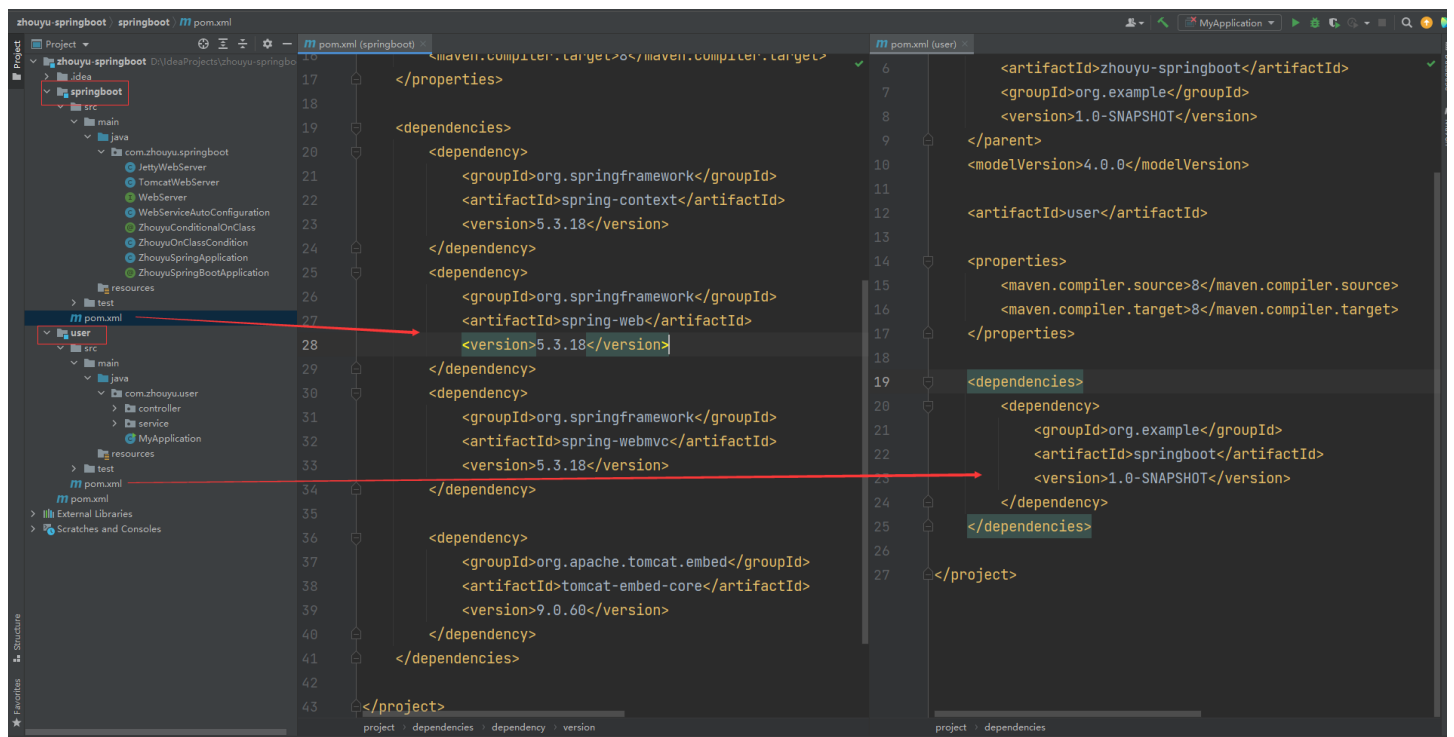 zhouyu-springboot > springboot > pom.xml
MyApplication
Project
Project
zhouyu-springboot D:\IdeaProjects\zhouyu-springbo
.idea
springboot
src
main
java
com.zhouyu.springboot
JettyWebServer
TomcatWebServer
WebServer
WebServiceAutoConfiguration
ZhouyuConditionalOnClass
ZhouyuOnClassCondition
ZhouyuSpringApplication
ZhouyuSpringBootApplication
resources
test
pom.xml
user
src
main
java
com.zhouyu.user
controller
service
MyApplication
resources
test
pom.xml
pom.xml
External Libraries
Scratches and Consoles
Structure
Favorites
pom.xml (springboot)
16 <maven.compiler.target>8</maven.compiler.target>
17 </properties>
18
19 <dependencies>
20 <dependency>
21 <groupId>org.springframework</groupId>
22 <artifactId>spring-context</artifactId>
23 <version>5.3.18</version>
24 </dependency>
25 <dependency>
26 <groupId>org.springframework</groupId>
27 <artifactId>spring-web</artifactId>
28 <version>5.3.18</version>
29 </dependency>
30 <dependency>
31 <groupId>org.springframework</groupId>
32 <artifactId>spring-webmvc</artifactId>
33 <version>5.3.18</version>
34 </dependency>
35
36 <dependency>
37 <groupId>org.apache.tomcat.embed</groupId>
38 <artifactId>tomcat-embed-core</artifactId>
39 <version>9.0.60</version>
40 </dependency>
41 </dependencies>
42
43 </project>
project > dependencies > dependency > version
pom.xml (user)
6 <artifactId>zhouyu-springboot</artifactId>
7 <groupId>org.example</groupId>
8 <version>1.0-SNAPSHOT</version>
9 </parent>
10 <modelVersion>4.0.0</modelVersion>
11
12 <artifactId>user</artifactId>
13
14 <properties>
15 <maven.compiler.source>8</maven.compiler.source>
16 <maven.compiler.target>8</maven.compiler.target>
17 </properties>
18
19 <dependencies>
20 <dependency>
21 <groupId>org.example</groupId>
22 <artifactId>springboot</artifactId>
23 <version>1.0-SNAPSHOT</version>
24 </dependency>
25 </dependencies>
26
27 </project>
project > dependencies